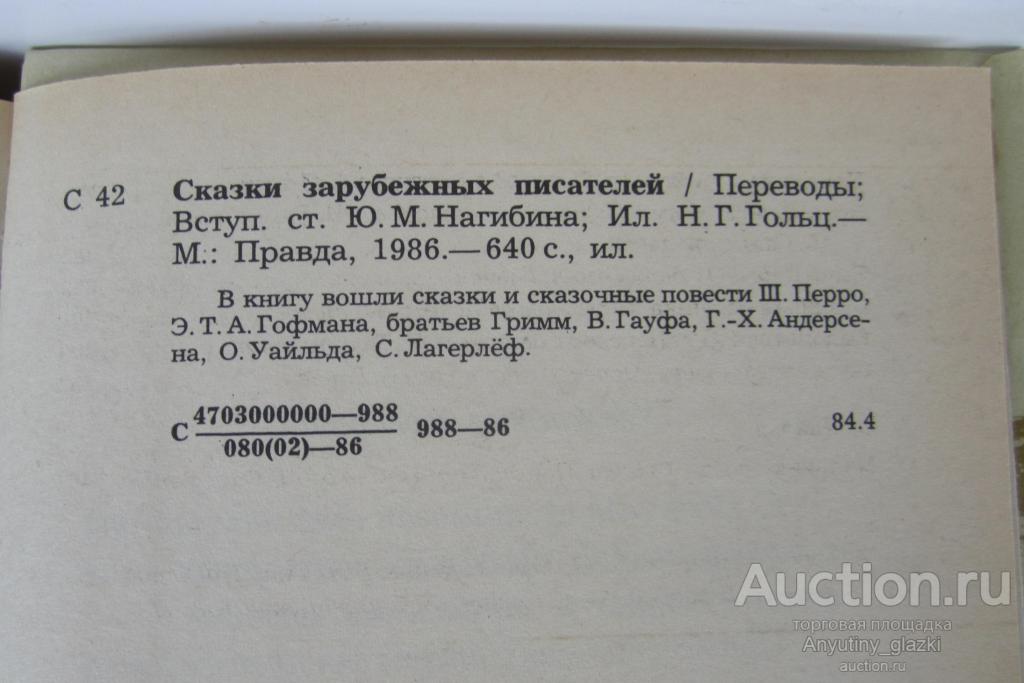 С 42
Сказки зарубежных писателей / Переводы;
Вступ. ст. Ю. М. Нагибина; Ил. Н. Г. Гольц.—
М.: Правда, 1986.—640 с., ил.
В книгу вошли сказки и сказочные повести Ш. Перро,
Э. Т. А. Гофмана, братьев Гримм, В. Гауфа, Г.-Х. Андерсе-
на, О. Уайльда, С. Лагерлёф.
С 4703000000—988 988—86 84.4
080(02)—86
Auction.ru
торговая площадка
Anyutiny_glazki
auction.ru